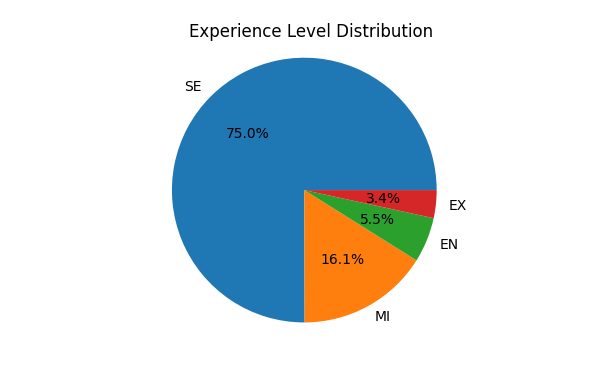 Experience Level Distribution
SE
75.0%
3.4%
EX
5.5%
EN
16.1%
MI